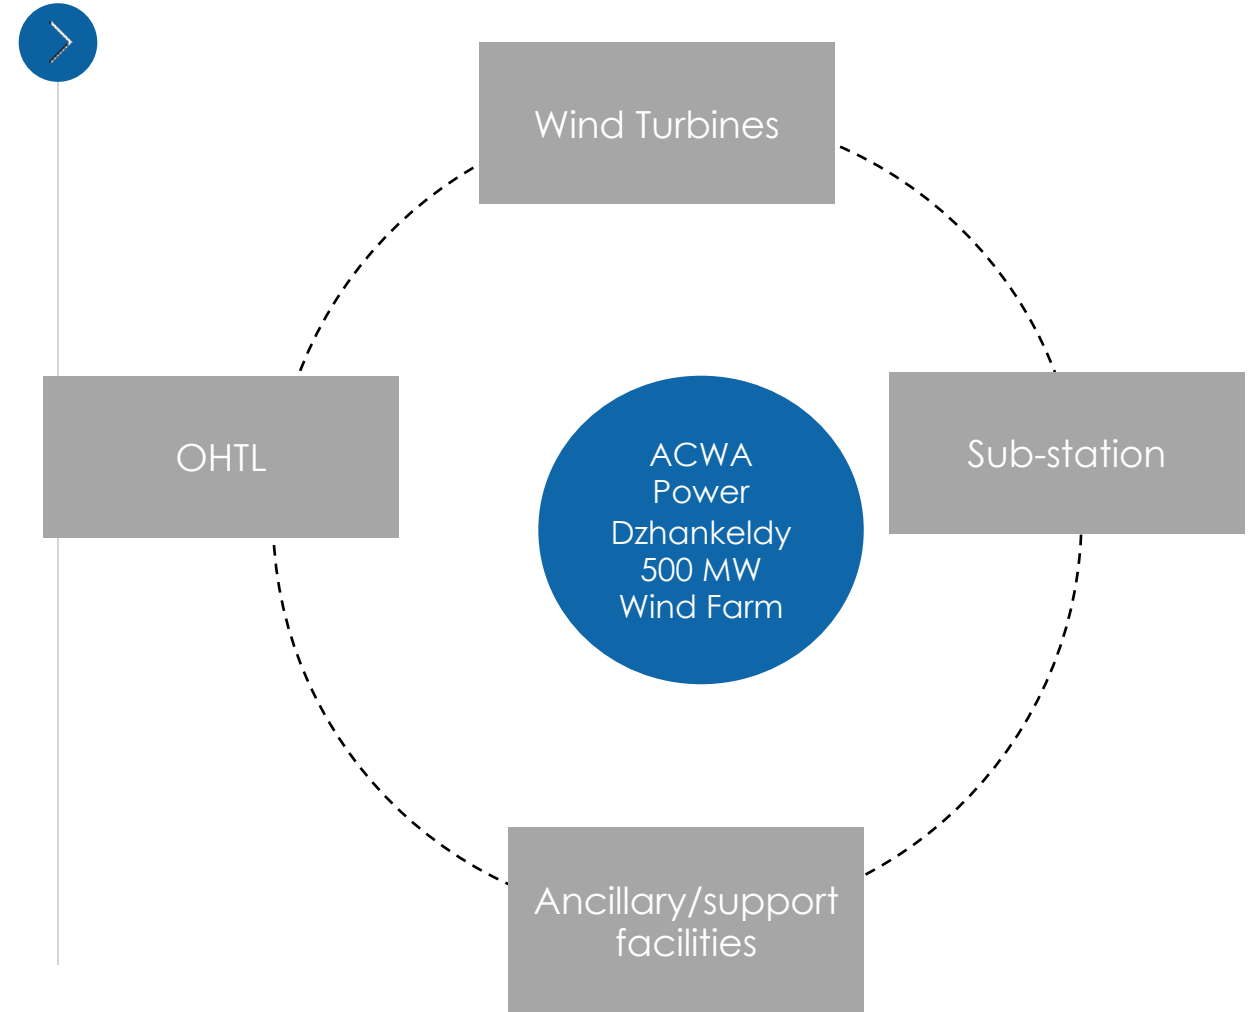 Wind Turbines
OHTL
ACWA
Power
Dzhankeldy
500 MW
Wind Farm
Sub-station
Ancillary/support
facilities